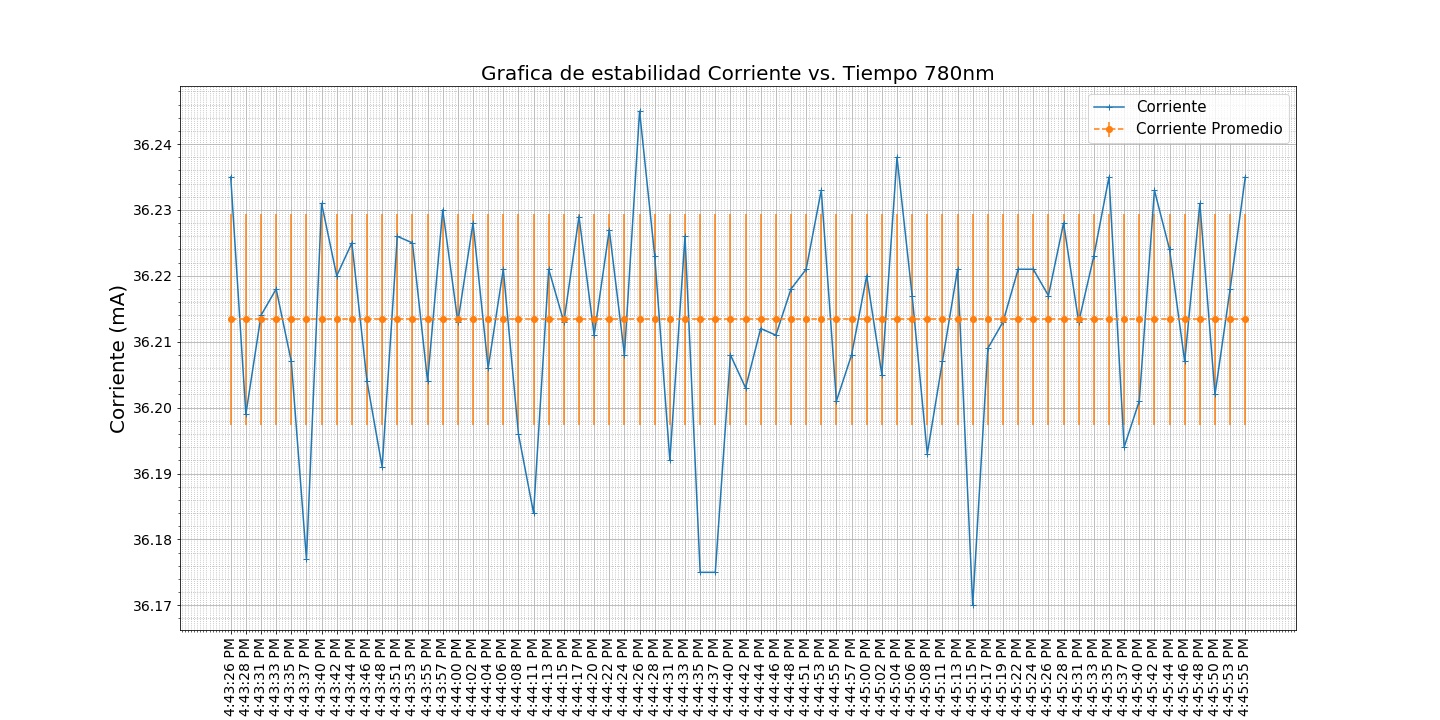 Grafica de estabilidad Corriente vs. Tiempo 780nm
Corriente
Corriente Promedio
Corriente (mA)
36.24
36.23
36.22
36.21
36.20
36.19
36.18
36.17
4:43:26 PM
4:43:28 PM
4:43:31 PM
4:43:33 PM
4:43:35 PM
4:43:37 PM
4:43:40 PM
4:43:42 PM
4:43:44 PM
4:43:46 PM
4:43:48 PM
4:43:51 PM
4:43:53 PM
4:43:55 PM
4:43:57 PM
4:44:00 PM
4:44:02 PM
4:44:04 PM
4:44:06 PM
4:44:08 PM
4:44:11 PM
4:44:13 PM
4:44:15 PM
4:44:17 PM
4:44:20 PM
4:44:22 PM
4:44:24 PM
4:44:26 PM
4:44:28 PM
4:44:31 PM
4:44:33 PM
4:44:35 PM
4:44:37 PM
4:44:40 PM
4:44:42 PM
4:44:44 PM
4:44:46 PM
4:44:48 PM
4:44:51 PM
4:44:53 PM
4:44:55 PM
4:44:57 PM
4:45:00 PM
4:45:02 PM
4:45:04 PM
4:45:06 PM
4:45:08 PM
4:45:11 PM
4:45:13 PM
4:45:15 PM
4:45:17 PM
4:45:19 PM
4:45:22 PM
4:45:24 PM
4:45:26 PM
4:45:28 PM
4:45:31 PM
4:45:33 PM
4:45:35 PM
4:45:37 PM
4:45:40 PM
4:45:42 PM
4:45:44 PM
4:45:46 PM
4:45:48 PM
4:45:50 PM
4:45:53 PM
4:45:55 PM